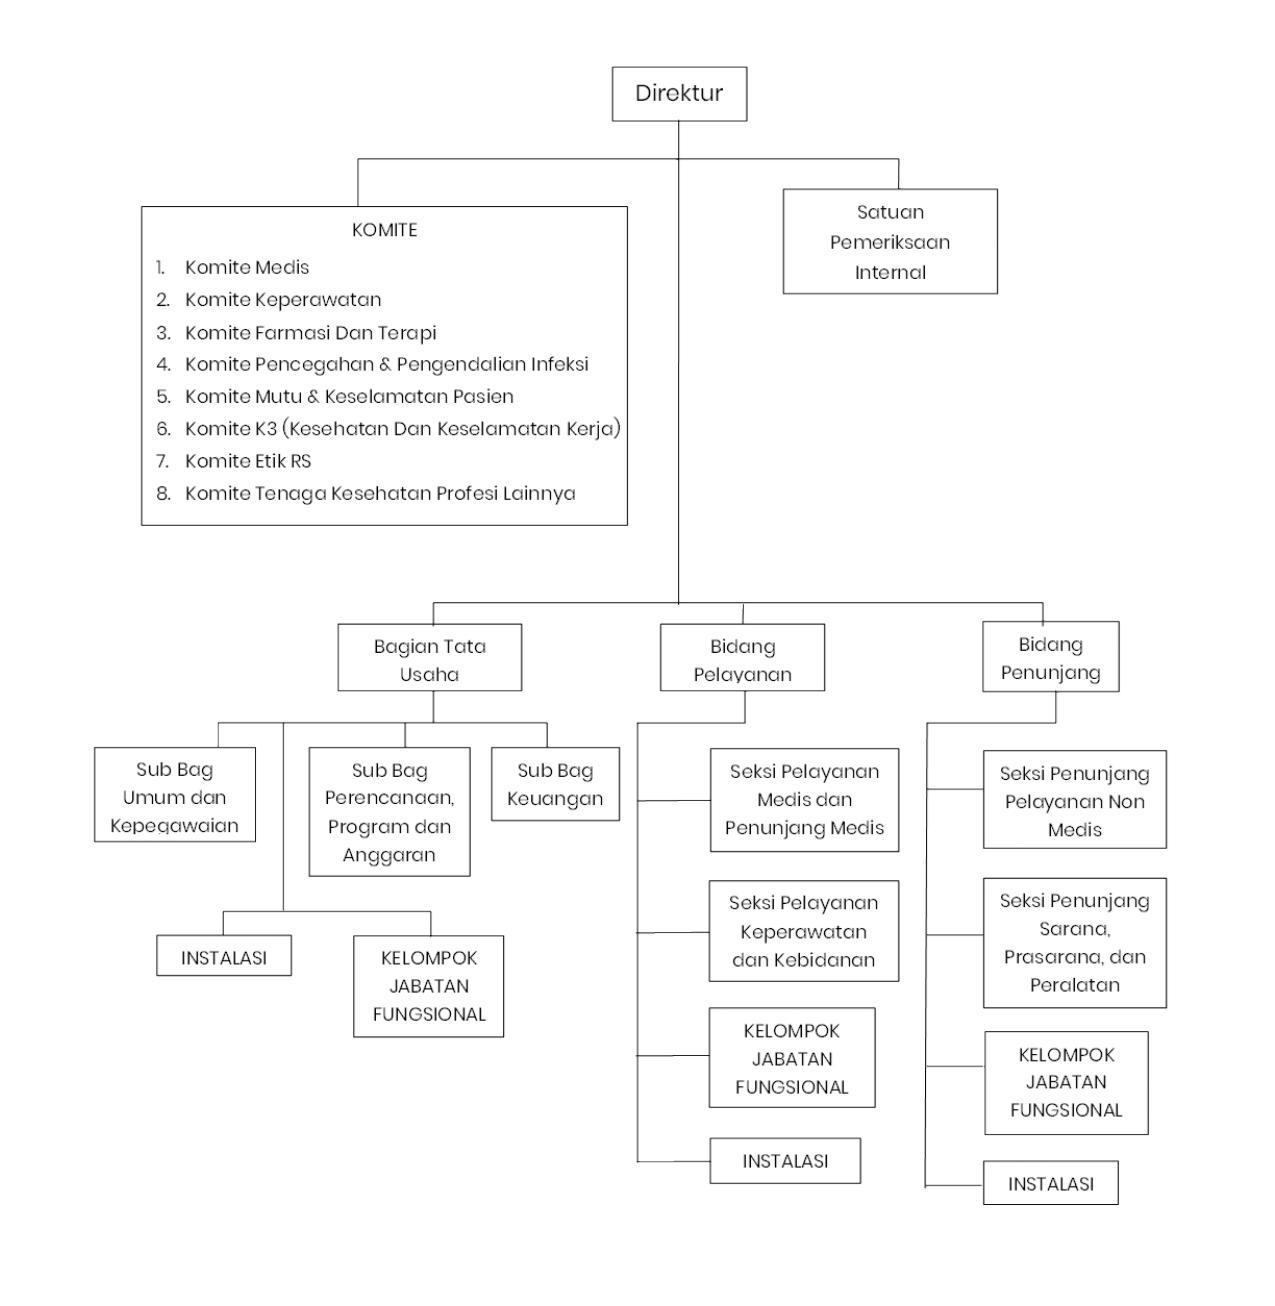 Direktur
KOMITE
1. Komite Medis
2. Komite Keperawatan
3. Komite Farmasi Dan Terapi
4. Komite Pencegahan & Pengendalian Infeksi
5. Komite Mutu & Keselamatan Pasien
6. Komite K3 (Kesehatan Dan Keselamatan Kerja)
7. Komite Etik RS
8. Komite Tenaga Kesehatan Profesi Lainnya
Satuan
Pemeriksaan
Internal
Bagian Tata
Usaha
Bidang
Pelayanan
Bidang
Penunjang
Sub Bag
Umum dan
Kepegawaian
Sub Bag
Perencanaan,
Program dan
Anggaran
Sub Bag
Keuangan
INSTALASI
KELOMPOK
JABATAN
FUNGSIONAL
Seksi Pelayanan
Medis dan
Penunjang Medis
Seksi Pelayanan
Keperawatan
dan Kebidanan
KELOMPOK
JABATAN
FUNGSIONAL
INSTALASI
Seksi Penunjang
Pelayanan Non
Medis
Seksi Penunjang
Sarana,
Prasarana, dan
Peralatan
KELOMPOK
JABATAN
FUNGSIONAL
INSTALASI